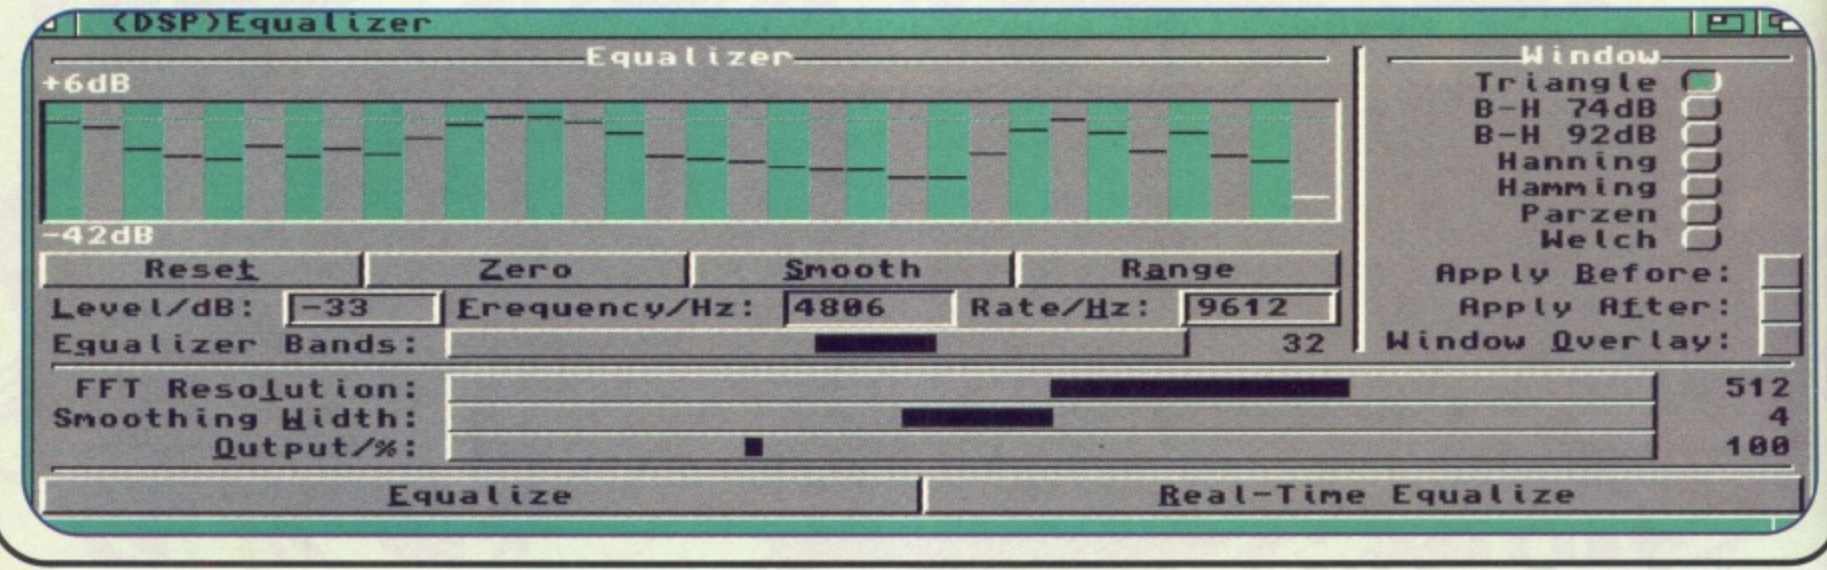 (DSP)Equalizer
Equalizer
+6dB
-42dB
Reset Zero Smooth Range
Level/dB: -33 Frequency/Hz: 4806 Rate/Hz: 9612
Equalizer Bands: 32
Window
Triangle
B-H 74dB
B-H 92dB
Hanning
Hamming
Parzen
Welch
Apply Before:
Apply After:
Window Overlay:
FFT Resolution: 512
Smoothing Width: 4
Output/%: 100
Equalize Real-Time Equalize